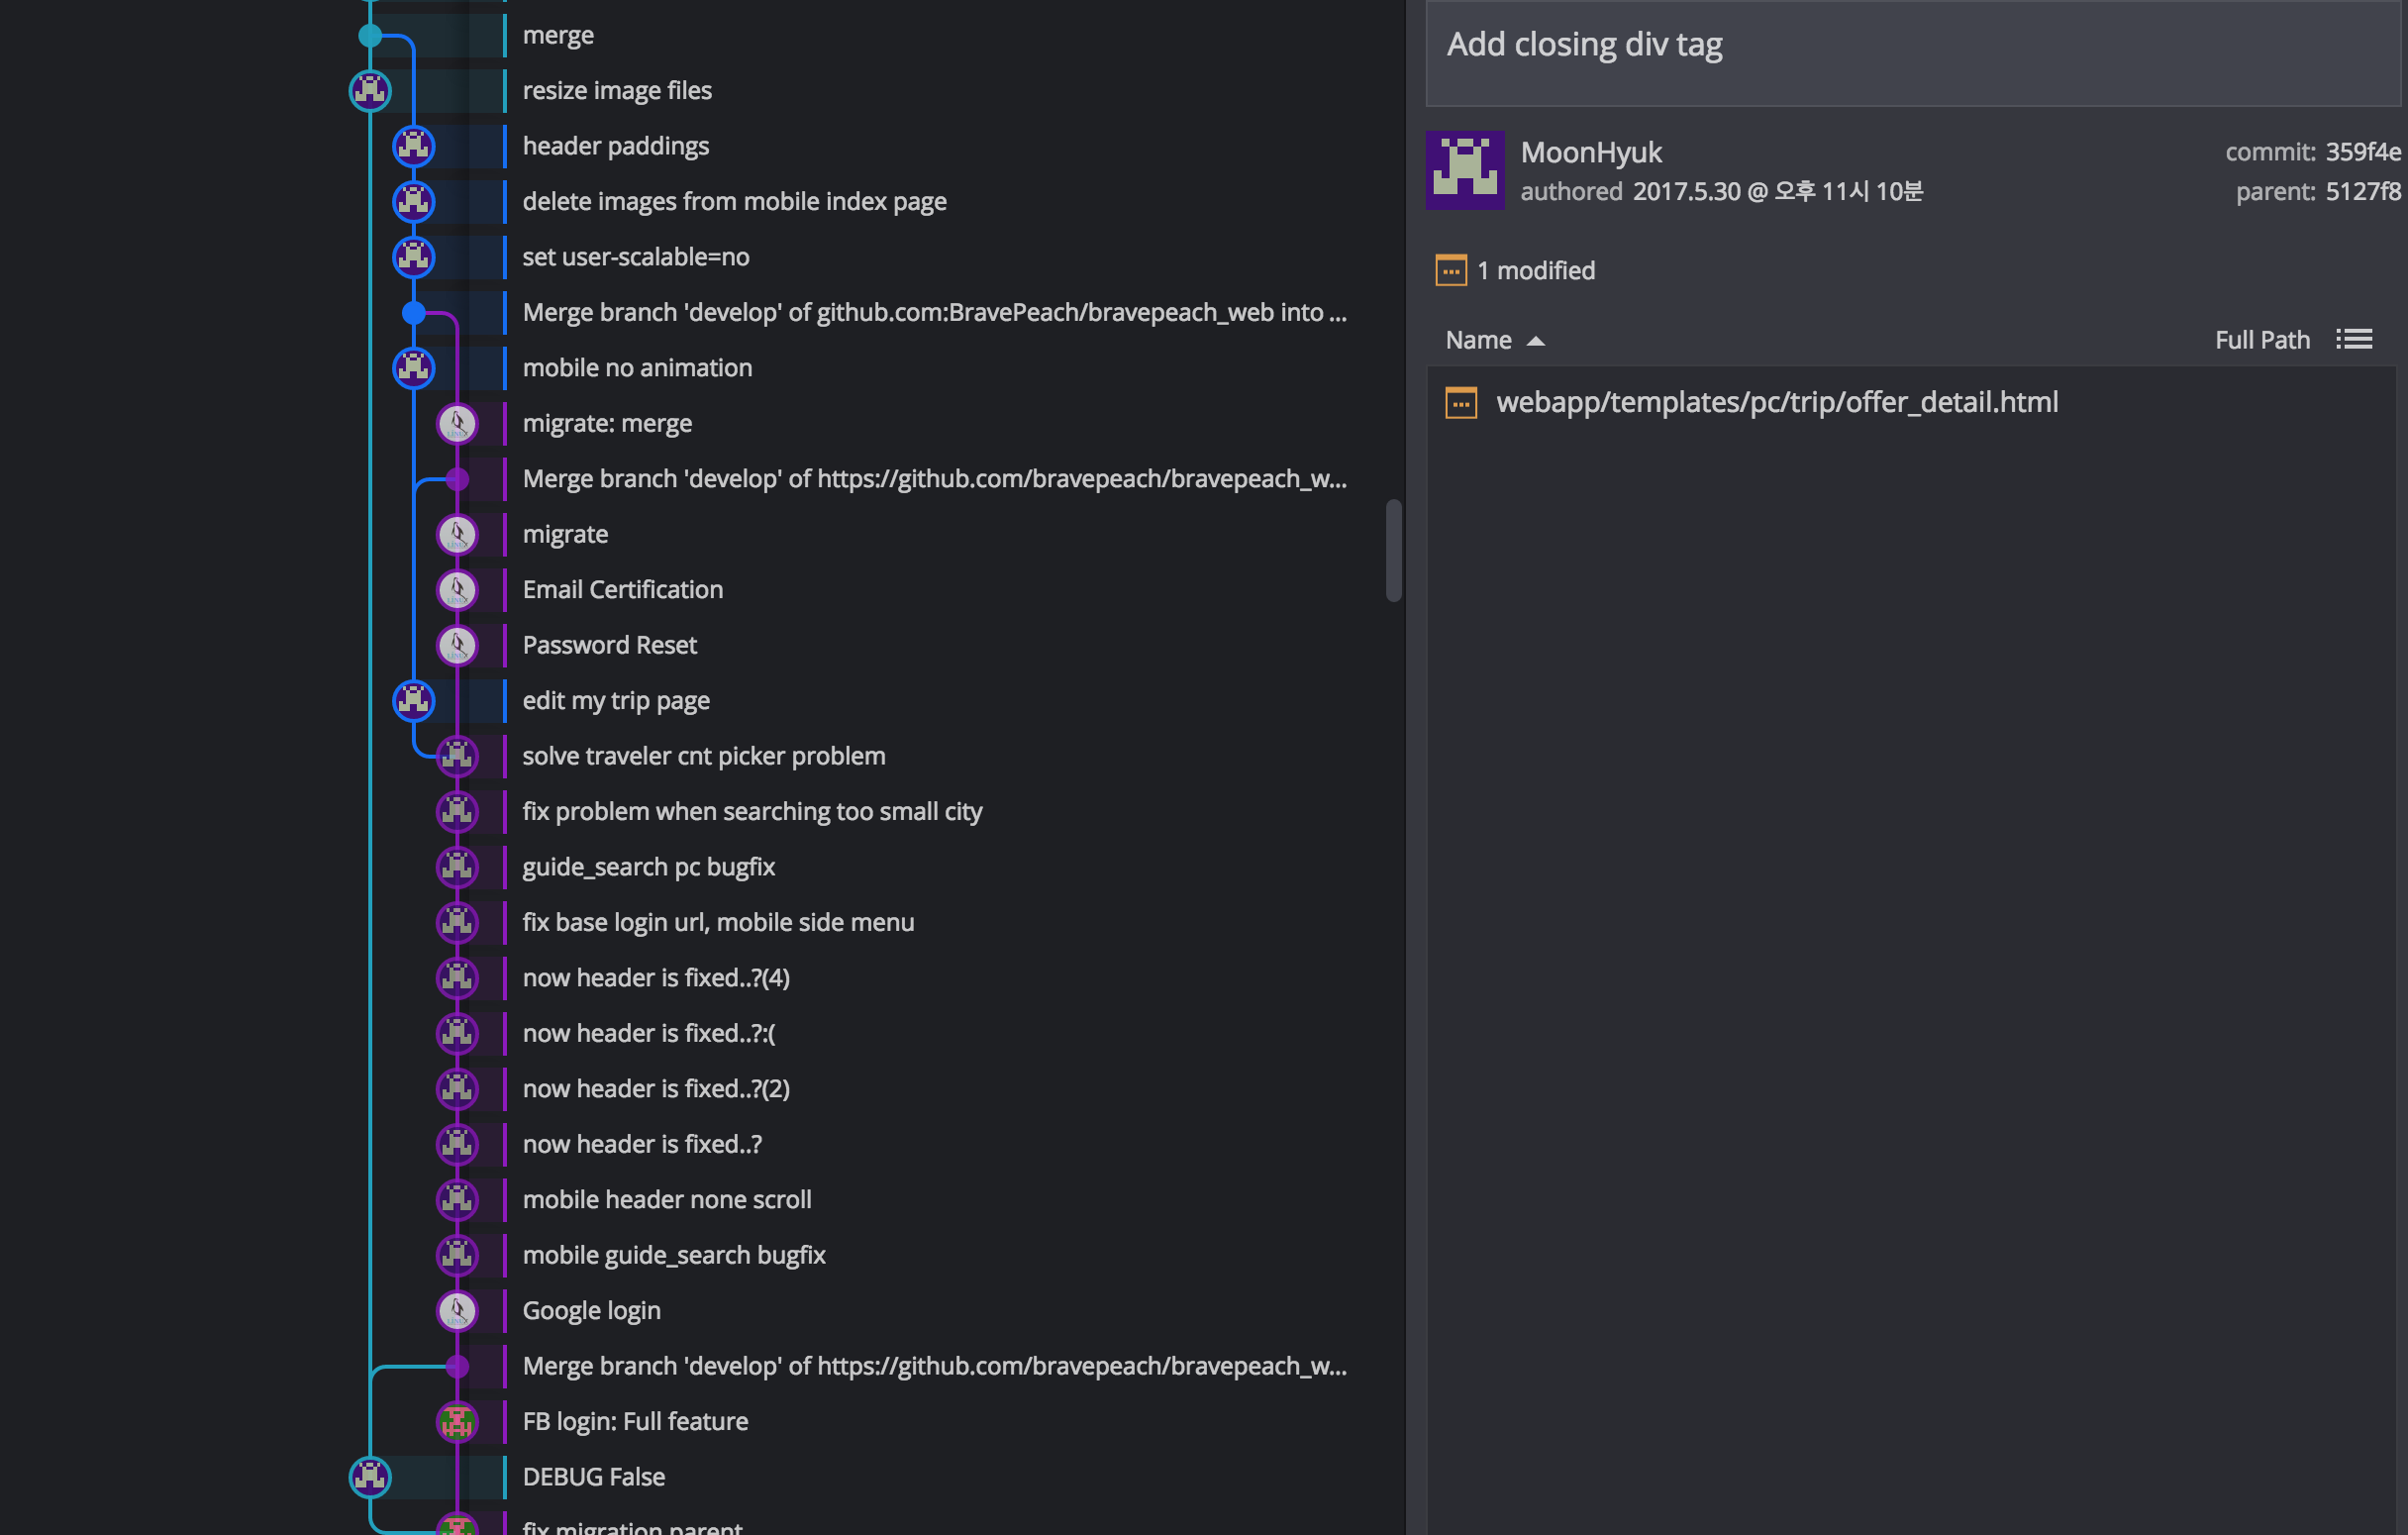 merge
resize image files
header paddings
delete images from mobile index page
set user-scalable=no
Merge branch 'develop' of github.com:BravePeach/bravepeach_web into ...
mobile no animation
migrate: merge
Merge branch 'develop' of https://github.com/bravepeach/bravepeach_w...
migrate
Email Certification
Password Reset
edit my trip page
solve traveler cnt picker problem
fix problem when searching too small city
guide_search pc bugfix
fix base login url, mobile side menu
now header is fixed..?(4)
now header is fixed..?:(
now header is fixed..?(2)
now header is fixed..?
mobile header none scroll
mobile guide_search bugfix
Google login
Merge branch 'develop' of https://github.com/bravepeach/bravepeach_w...
FB login: Full feature
DEBUG False
fix migration parent
Add closing div tag
MoonHyuk
commit: 359f4e
authored 2017.5.30 @ 오후 11시 10분
parent: 5127f8
1 modified
Name
Full Path
webapp/templates/pc/trip/offer_detail.html